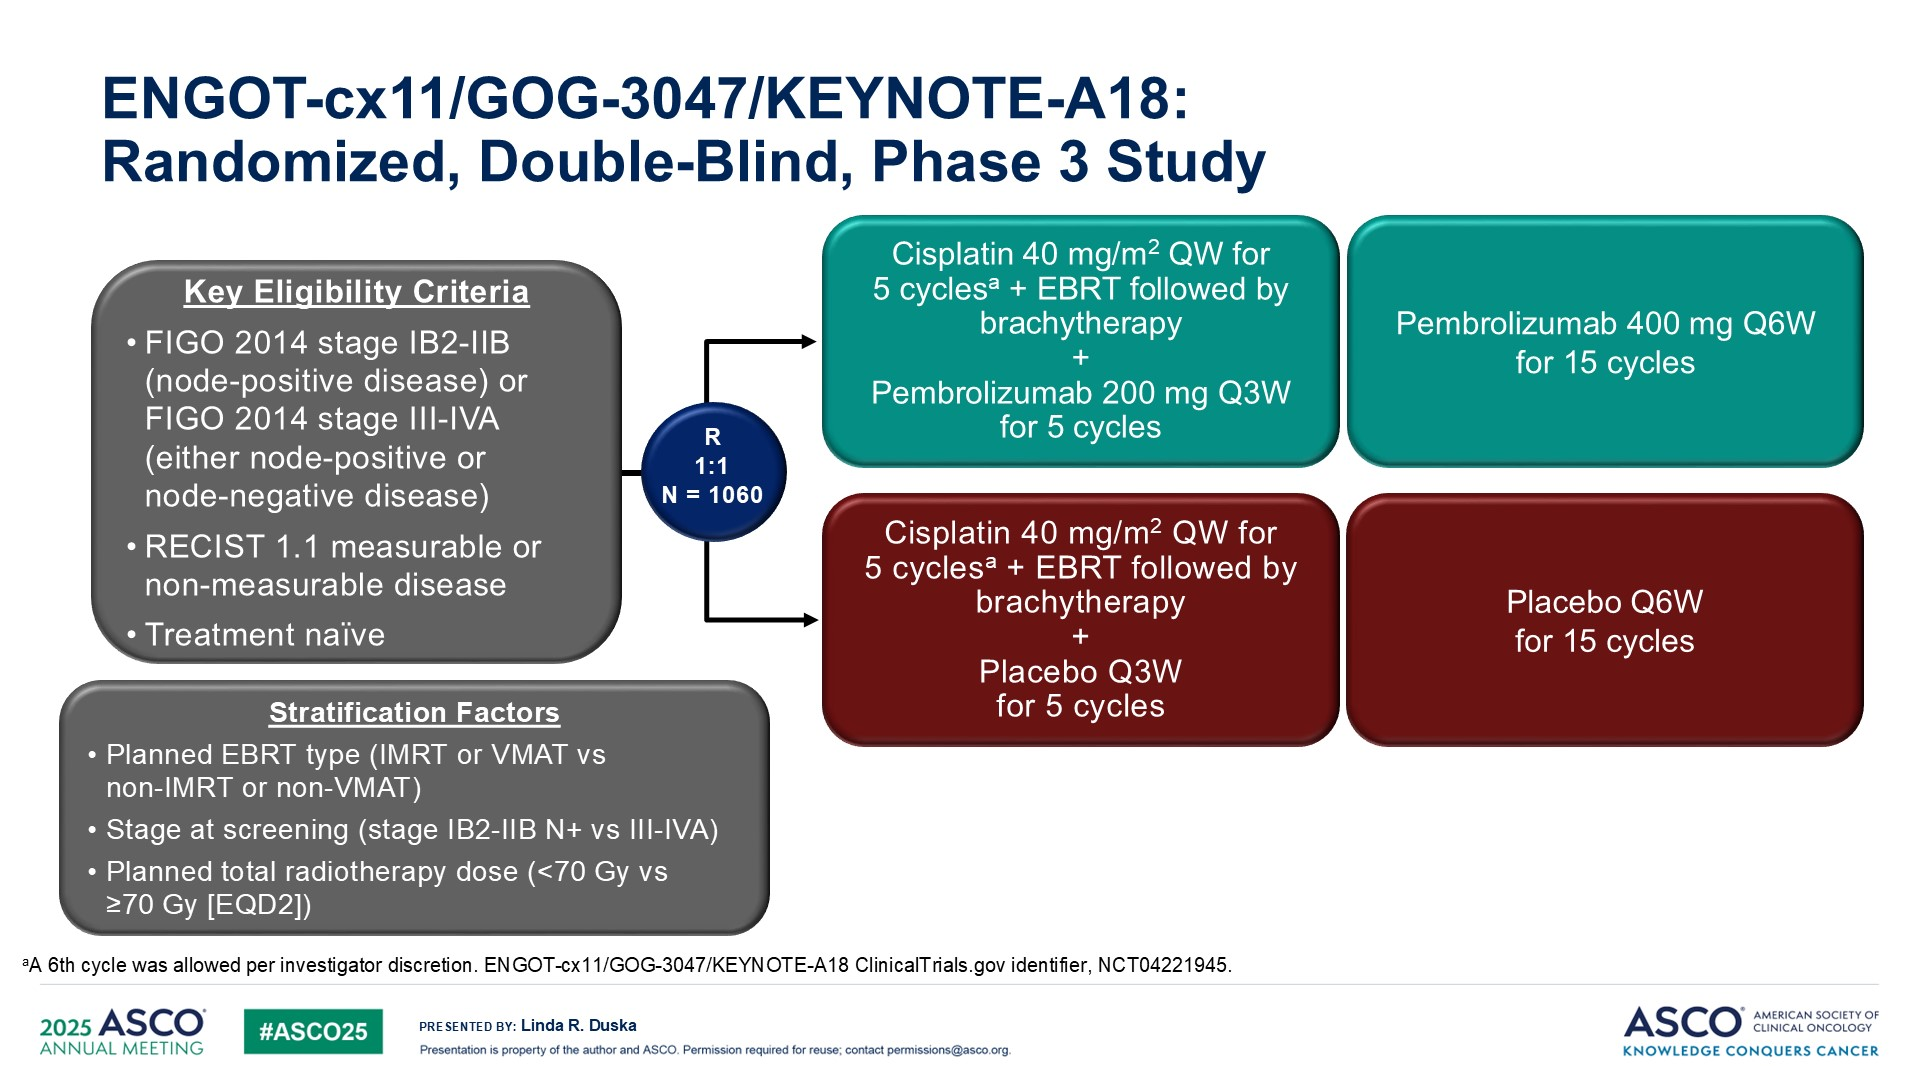 ENGOT-cx11/GOG-3047/KEYNOTE-A18:
Randomized, Double-Blind, Phase 3 Study
Key Eligibility Criteria
• FIGO 2014 stage IB2-IIB
(node-positive disease) or
FIGO 2014 stage III-IVA
(either node-positive or
node-negative disease)
• RECIST 1.1 measurable or
non-measurable disease
• Treatment naïve
Stratification Factors
• Planned EBRT type (IMRT or VMAT vs
non-IMRT or non-VMAT)
• Stage at screening (stage IB2-IIB N+ vs III-IVA)
• Planned total radiotherapy dose (<70 Gy vs
≥70 Gy [EQD2])
R
1:1
N = 1060
Cisplatin 40 mg/m² QW for
5 cyclesᵃ + EBRT followed by
brachytherapy
+
Pembrolizumab 200 mg Q3W
for 5 cycles
Pembrolizumab 400 mg Q6W
for 15 cycles
Cisplatin 40 mg/m² QW for
5 cyclesᵃ + EBRT followed by
brachytherapy
+
Placebo Q3W
for 5 cycles
Placebo Q6W
for 15 cycles
ᵃA 6th cycle was allowed per investigator discretion. ENGOT-cx11/GOG-3047/KEYNOTE-A18 ClinicalTrials.gov identifier, NCT04221945.
2025 ASCO®
ANNUAL MEETING
#ASCO25
PRESENTED BY: Linda R. Duska
Presentation is property of the author and ASCO. Permission required for reuse; contact permissions@asco.org.
ASCO® AMERICAN SOCIETY OF
CLINICAL ONCOLOGY
KNOWLEDGE CONQUERS CANCER